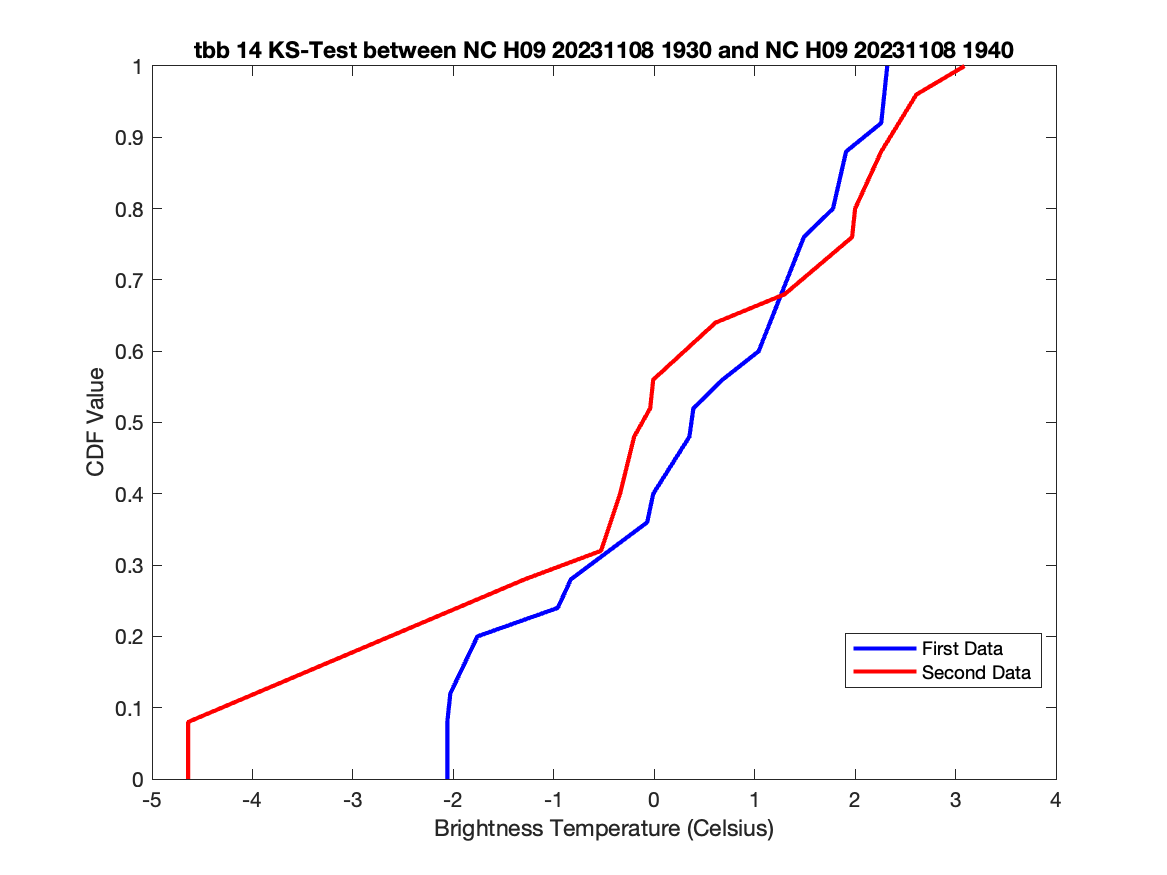 tbb 14 KS-Test between NC H09 20231108 1930 and NC H09 20231108 1940
1
0.9
0.8
0.7
0.6
0.5
0.4
0.3
0.2
0.1
0
CDF Value
First Data
Second Data
-5 -4 -3 -2 -1 0 1 2 3 4
Brightness Temperature (Celsius)